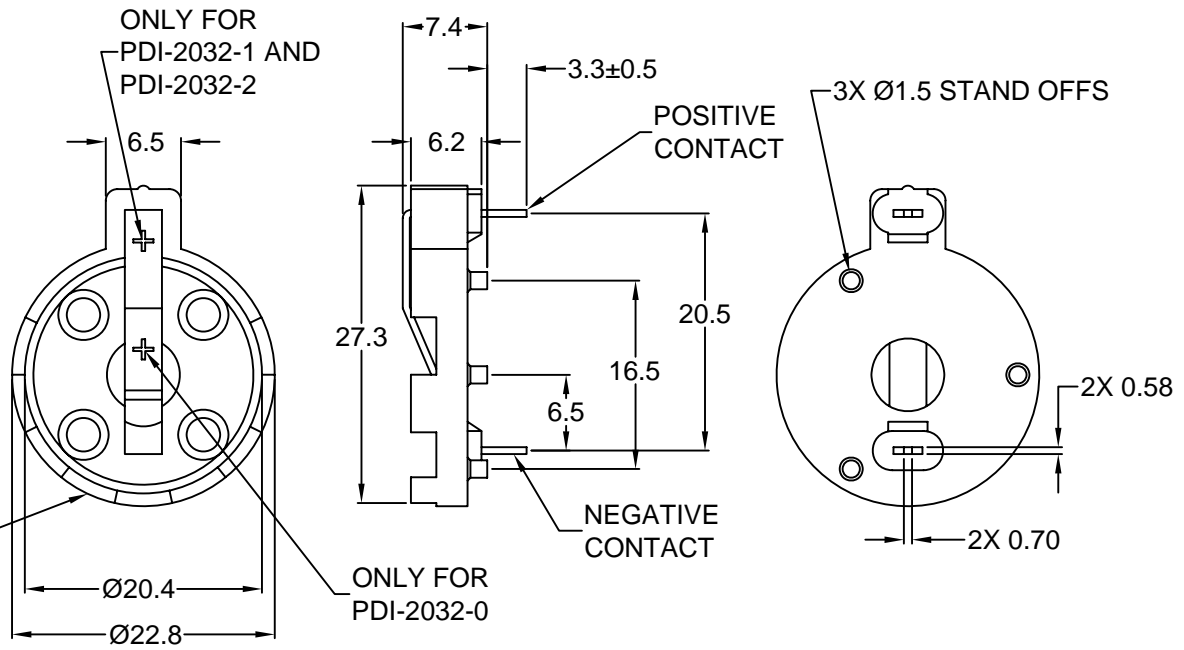 ONLY FOR
PDI-2032-1 AND
PDI-2032-2
6.5
7.4
3.3±0.5
6.2
POSITIVE
CONTACT
3X Ø1.5 STAND OFFS
27.3
20.5
16.5
6.5
2X 0.58
2X 0.70
NEGATIVE
CONTACT
ONLY FOR
PDI-2032-0
Ø20.4
Ø22.8
+
+